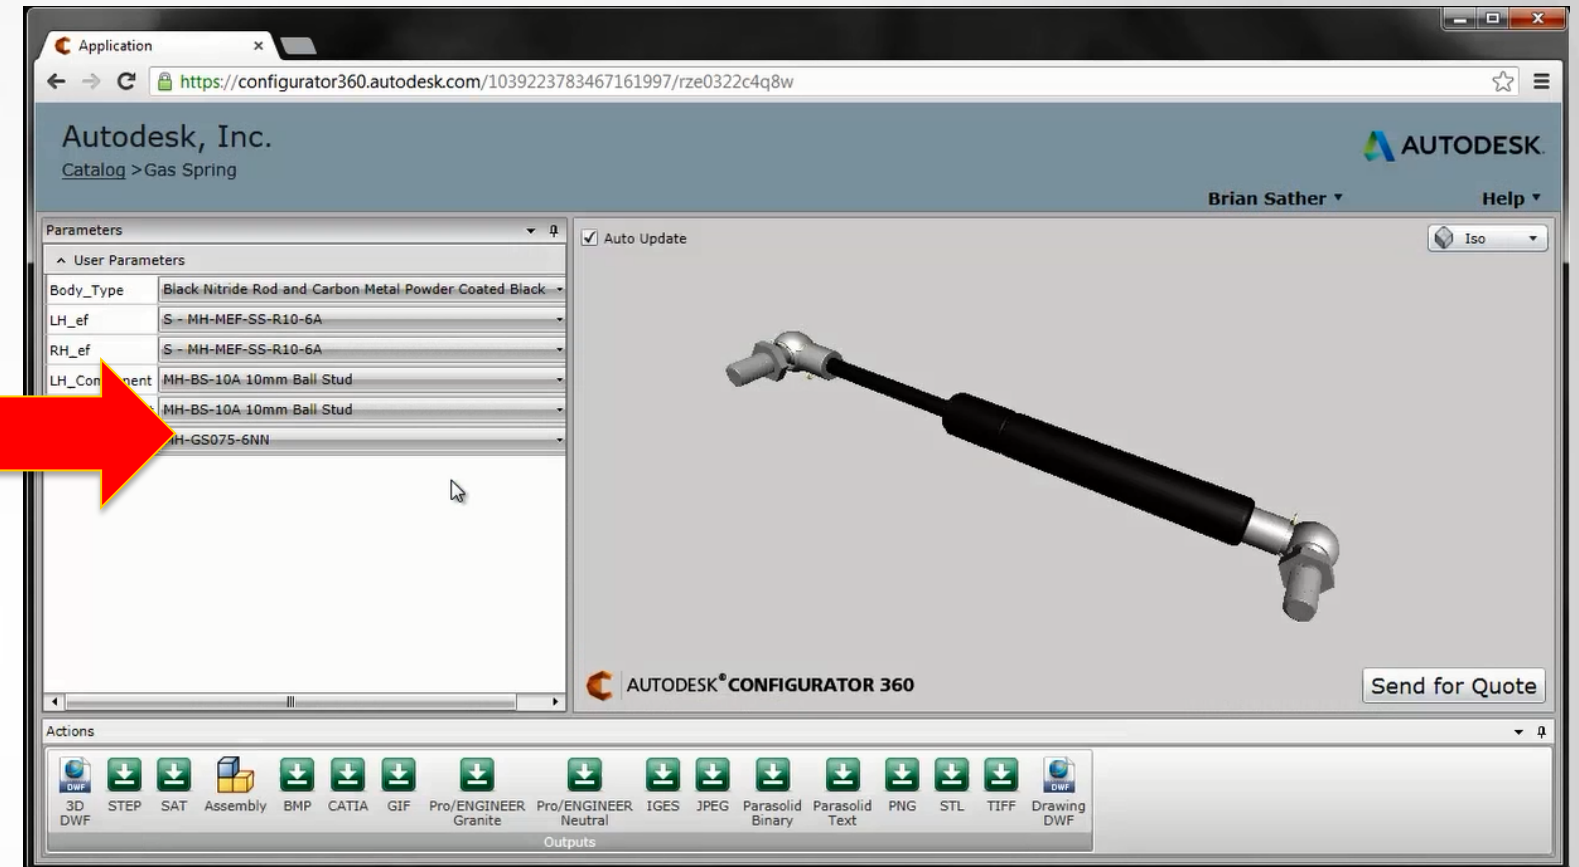 Application
https://configurator360.autodesk.com/1039223783467161997/rze0322c4q8w
Autodesk, Inc.
Catalog >Gas Spring
AUTODESK.
Brian Sather
Help
Parameters
User Parameters
Body_Type Black Nitride Rod and Carbon Metal Powder Coated Black
LH_ef S - MH-MEF-SS-R10-6A
RH_ef S - MH-MEF-SS-R10-6A
MH-BS-10A 10mm Ball Stud
MH-BS-10A 10mm Ball Stud
-GS075-6NN
Auto Update
Iso
AUTODESK® CONFIGURATOR 360
Send for Quote
Actions
3D DWF
STEP
SAT
Assembly
BMP
CATIA
GIF
Pro/ENGINEER Granite
Pro/ENGINEER Neutral
IGES
JPEG
Parasolid Binary
Parasolid Text
PNG
STL
TIFF
Drawing DWF
Outputs